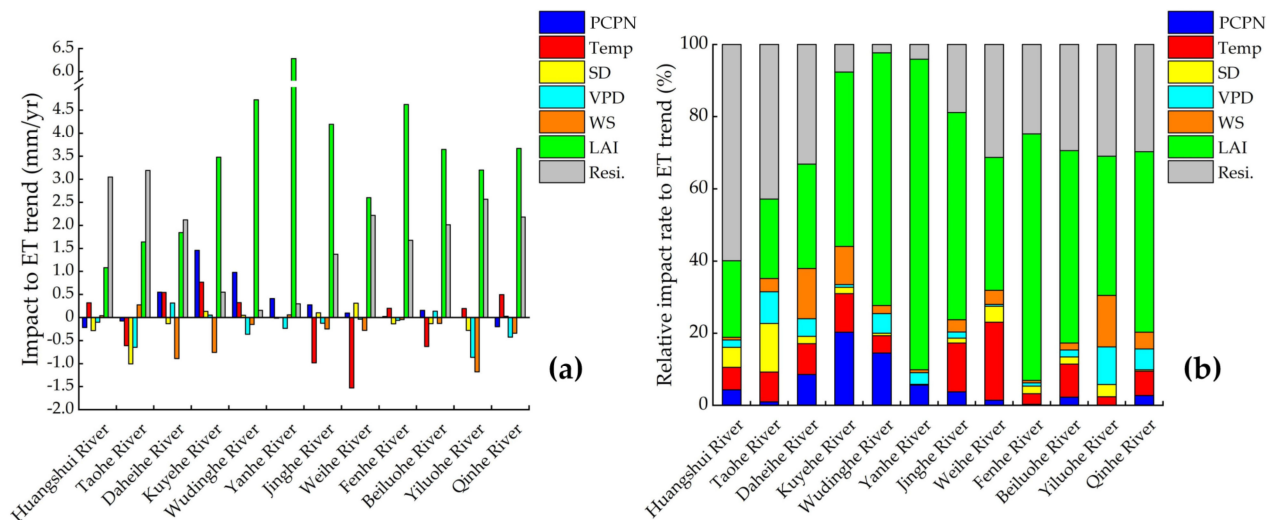 PCPN
Temp
SD
VPD
WS
LAI
Resi.
Impact to ET trend (mm/yr)
6.5
6.0
4.5
3.5
2.5
2.0
1.5
1.0
0.5
0
-0.5
-1.0
-1.5
-2.0
(a)
Huangshui River
Taohe River
Daheihe River
Kuyehe River
Wudinghe River
Yanhe River
Jinghe River
Weihe River
Fenhe River
Beiluohe River
Yiluohe River
Qinhe River
PCPN
Temp
SD
VPD
WS
LAI
Resi.
Relative impact rate to ET trend (%)
100
80
60
40
20
0
(b)
Huangshui River
Taohe River
Daheihe River
Kuyehe River
Wudinghe River
Yanhe River
Jinghe River
Weihe River
Fenhe River
Beiluohe River
Yiluohe River
Qinhe River